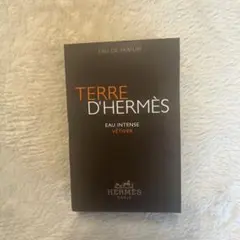 EAU DE PARFUM
TERRE
D'HERMÈS
EAU INTENSE
VÉTIVER
HERMÈS
PARIS